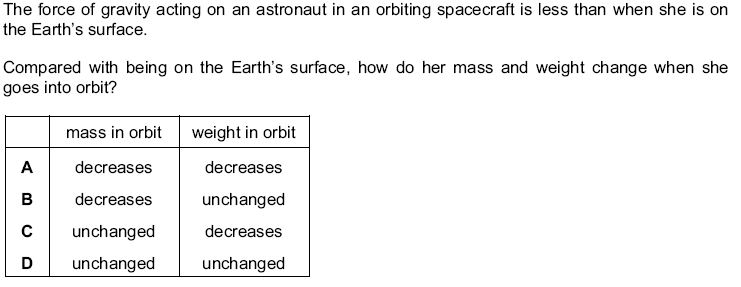 The force of gravity acting on an astronaut in an orbiting spacecraft is less than when she is on
the Earth's surface.
Compared with being on the Earth's surface, how do her mass and weight change when she
goes into orbit?
mass in orbit weight in orbit
A decreases decreases
B decreases unchanged
C unchanged decreases
D unchanged unchanged